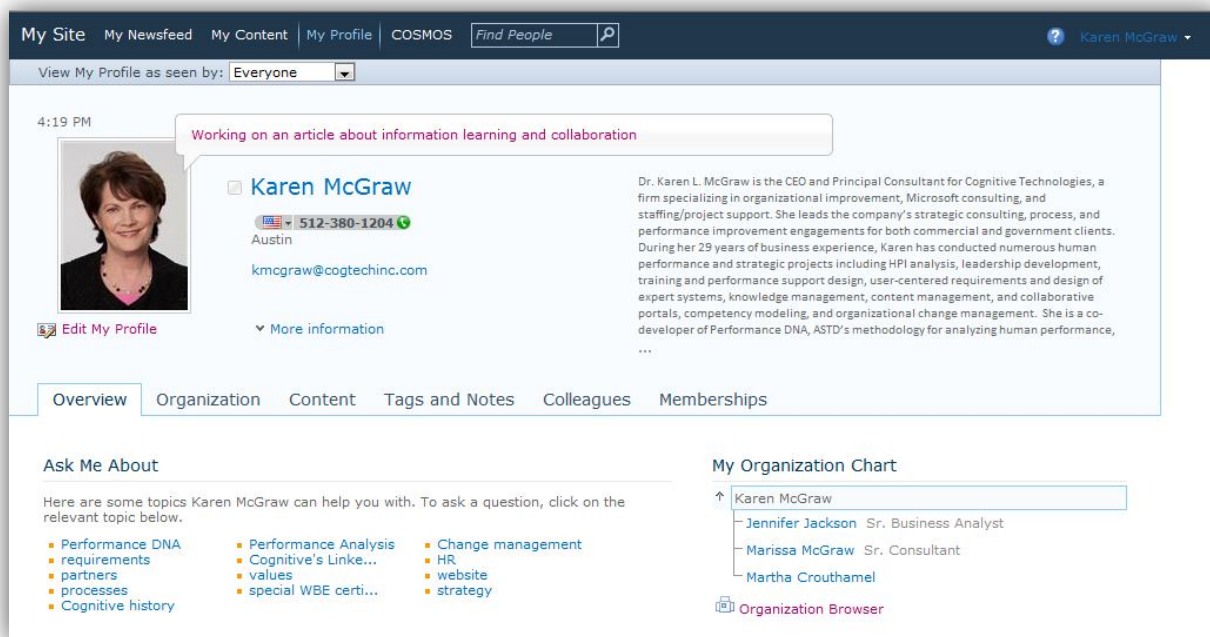 My Site My Newsfeed My Content My Profile COSMOS Find People ? Karen McGraw
View My Profile as seen by: Everyone
4:19 PM
Working on an article about information learning and collaboration
Karen McGraw
512-380-1204
Austin
kmcgraw@cogtechinc.com
Edit My Profile
More information
Dr. Karen L. McGraw is the CEO and Principal Consultant for Cognitive Technologies, a
firm specializing in organizational improvement, Microsoft consulting, and
staffing/project support. She leads the company's strategic consulting, process, and
performance improvement engagements for both commercial and government clients.
During her 29 years of business experience, Karen has conducted numerous human
performance and strategic projects including HPI analysis, leadership development,
training and performance support design, user-centered requirements and design of
expert systems, knowledge management, content management, and collaborative
portals, competency modeling, and organizational change management. She is a co-
developer of Performance DNA, ASTD's methodology for analyzing human performance,
...
Overview Organization Content Tags and Notes Colleagues Memberships
Ask Me About
Here are some topics Karen McGraw can help you with. To ask a question, click on the
relevant topic below.
Performance DNA
requirements
partners
processes
Cognitive history
Performance Analysis
Cognitive's Linke...
values
special WBE certi...
Change management
HR
website
strategy
My Organization Chart
Karen McGraw
Jennifer Jackson Sr. Business Analyst
Marissa McGraw Sr. Consultant
Martha Crouthamel
Organization Browser